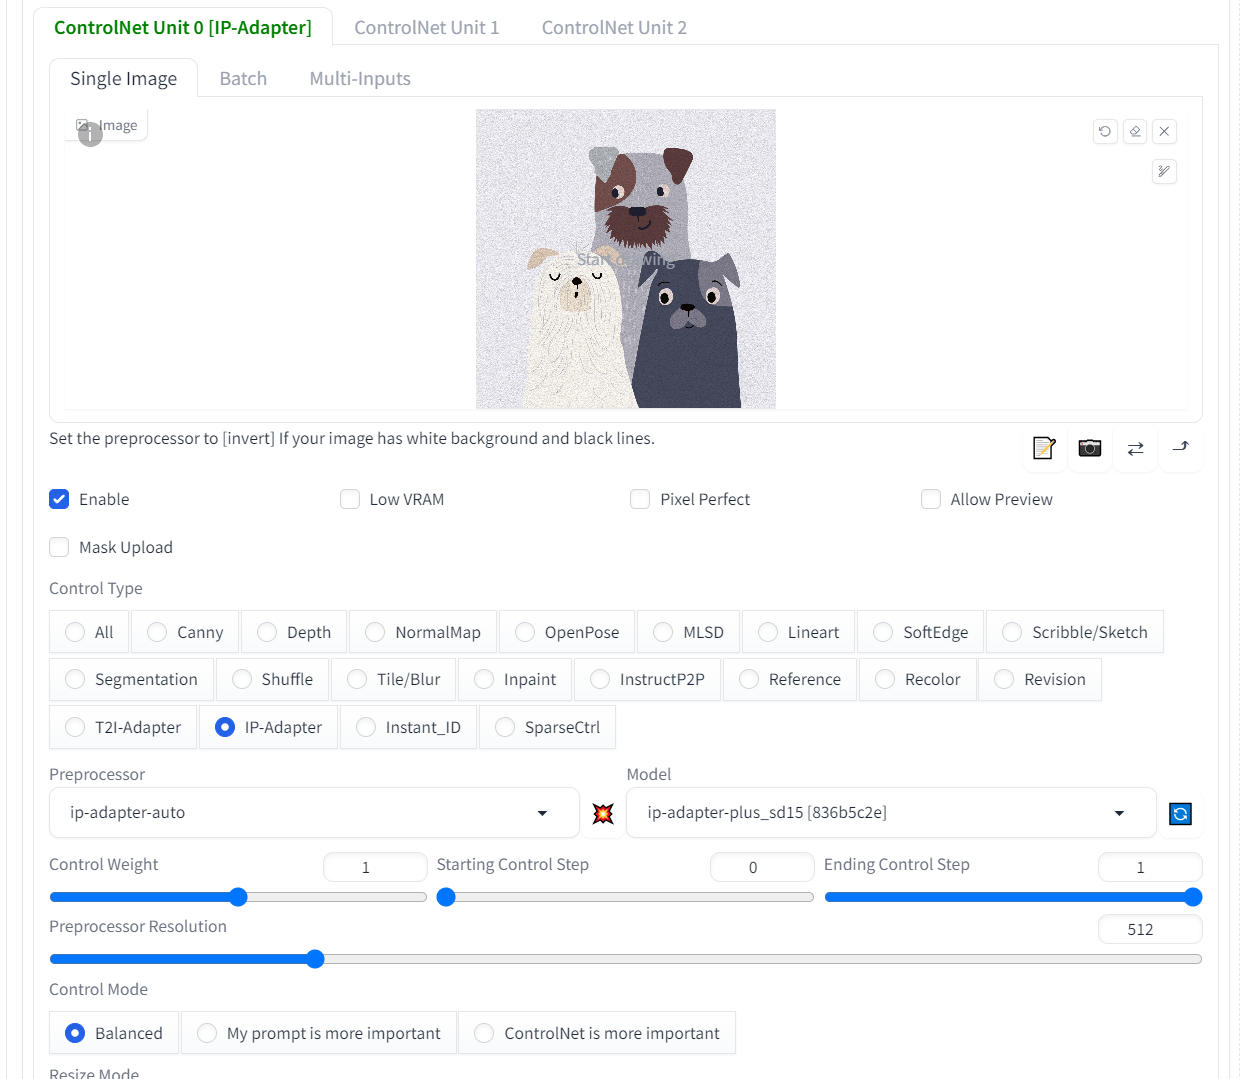 ControlNet Unit 0 [IP-Adapter] ControlNet Unit 1 ControlNet Unit 2
Single Image Batch Multi-Inputs
Image
Set the preprocessor to [invert] If your image has white background and black lines.
Enable Low VRAM Pixel Perfect Allow Preview
Mask Upload
Control Type
All Canny Depth NormalMap OpenPose MLSD Lineart SoftEdge Scribble/Sketch
Segmentation Shuffle Tile/Blur Inpaint InstructP2P Reference Recolor Revision
T2I-Adapter IP-Adapter Instant_ID SparseCtrl
Preprocessor Model
ip-adapter-auto ip-adapter-plus_sd15 [836b5c2e]
Control Weight 1 Starting Control Step 0 Ending Control Step 1
Preprocessor Resolution 512
Control Mode
Balanced My prompt is more important ControlNet is more important
Resize Mode